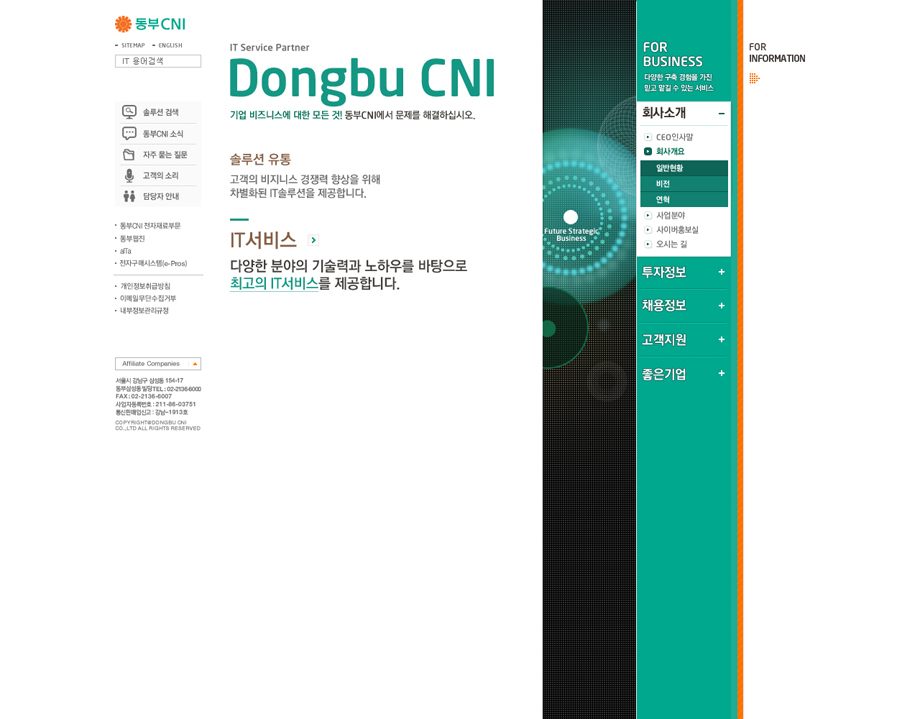 동부CNI
SITEMAP ENGLISH
IT 용어검색
솔루션 검색
동부CNI 소식
자주 묻는 질문
고객의 소리
담당자 안내
동부CNI 전자재료부문
동부웹진
aITa
전자구매시스템(e-Pros)
개인정보취급방침
이메일무단수집거부
내부정보관리규정
Affiliate Companies
서울시 강남구 삼성동 154-17
동부삼성동빌딩TEL : 02-2136-6000
FAX : 02-2136-6007
사업자등록번호 : 211-86-03751
통신판매업신고 : 강남-1913호
COPYRIGHT©DONGBU CNI
CO.,LTD ALL RIGHTS RESERVED
IT Service Partner
Dongbu CNI
기업 비즈니스에 대한 모든 것! 동부CNI에서 문제를 해결하십시오.
솔루션 유통
고객의 비지니스 경쟁력 향상을 위해
차별화된 IT솔루션을 제공합니다.
IT서비스
다양한 분야의 기술력과 노하우를 바탕으로
최고의 IT서비스를 제공합니다.
Future Strategic
Business
FOR
BUSINESS
다양한 구축 경험을 가진
믿고 맡길 수 있는 서비스
회사소개
CEO인사말
회사개요
일반현황
비전
연혁
사업분야
사이버홍보실
오시는 길
투자정보
채용정보
고객지원
좋은기업
FOR
INFORMATION